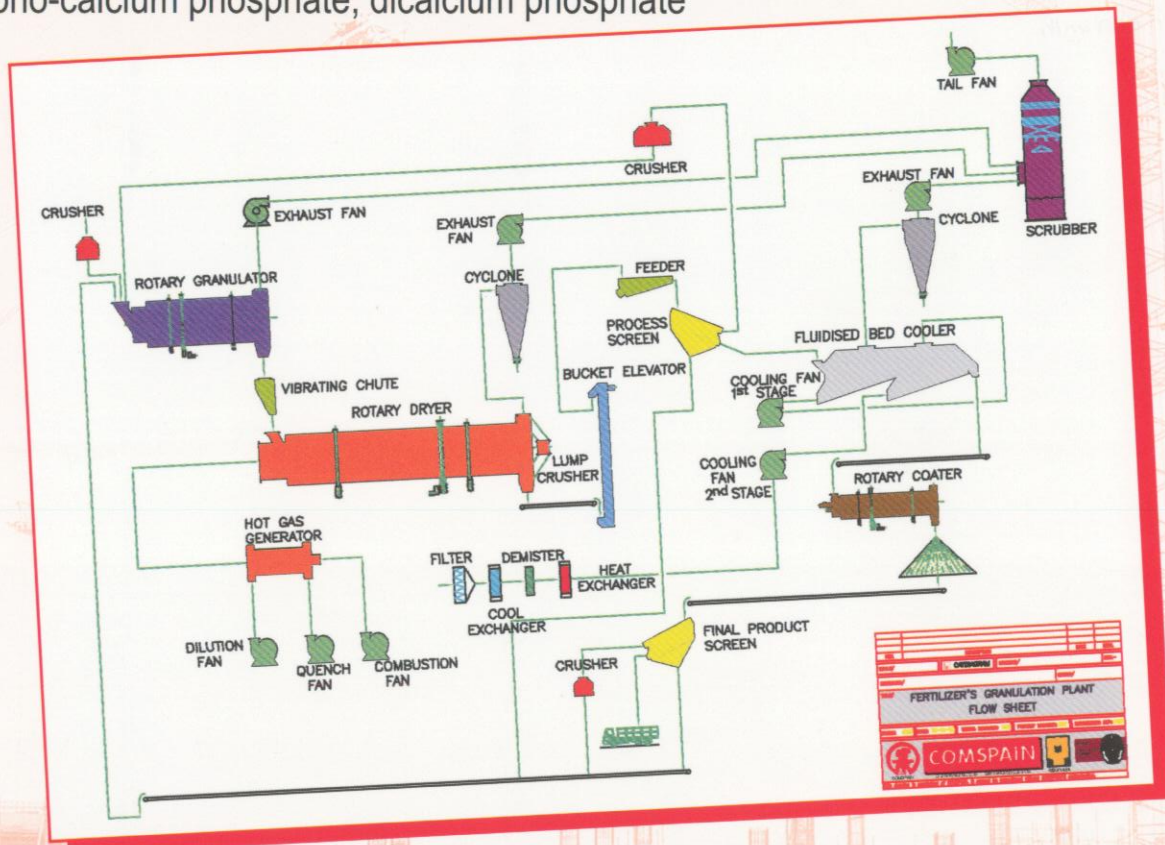 ono-calcium phosphate, dicalcium phosphate
TAIL FAN
CRUSHER
CRUSHER
EXHAUST FAN
EXHAUST
FAN
EXHAUST FAN
CYCLONE
SCRUBBER
ROTARY GRANULATOR
CYCLONE
FEEDER
PROCESS
SCREEN
FLUIDISED BED COOLER
VIBRATING CHUTE
BUCKET ELEVATOR
COOLING FAN
1st STAGE
ROTARY DRYER
LUMP
CRUSHER
COOLING
FAN
2nd STAGE
ROTARY COATER
HOT GAS
GENERATOR
FILTER
DEMISTER
HEAT
EXCHANGER
COOL
EXCHANGER
DILUTION
FAN
QUENCH
FAN
COMBUSTION
FAN
CRUSHER
FINAL PRODUCT
SCREEN
FERTILIZER'S GRANULATION PLANT
FLOW SHEET
COMSPAIN